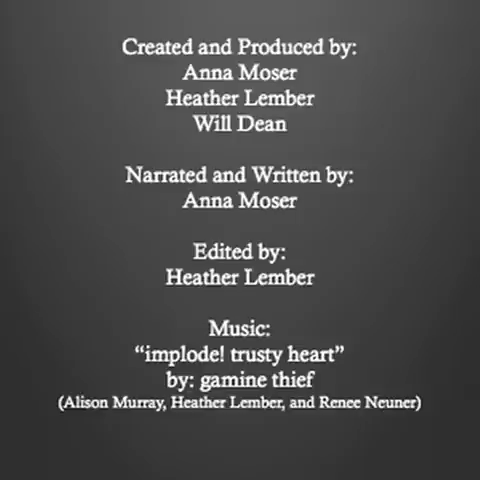 Created and Produced by:
Anna Moser
Heather Lember
Will Dean
Narrated and Written by:
Anna Moser
Edited by:
Heather Lember
Music:
“implode! trusty heart”
by: gamine thief
(Alison Murray, Heather Lember, and Renee Neuner)